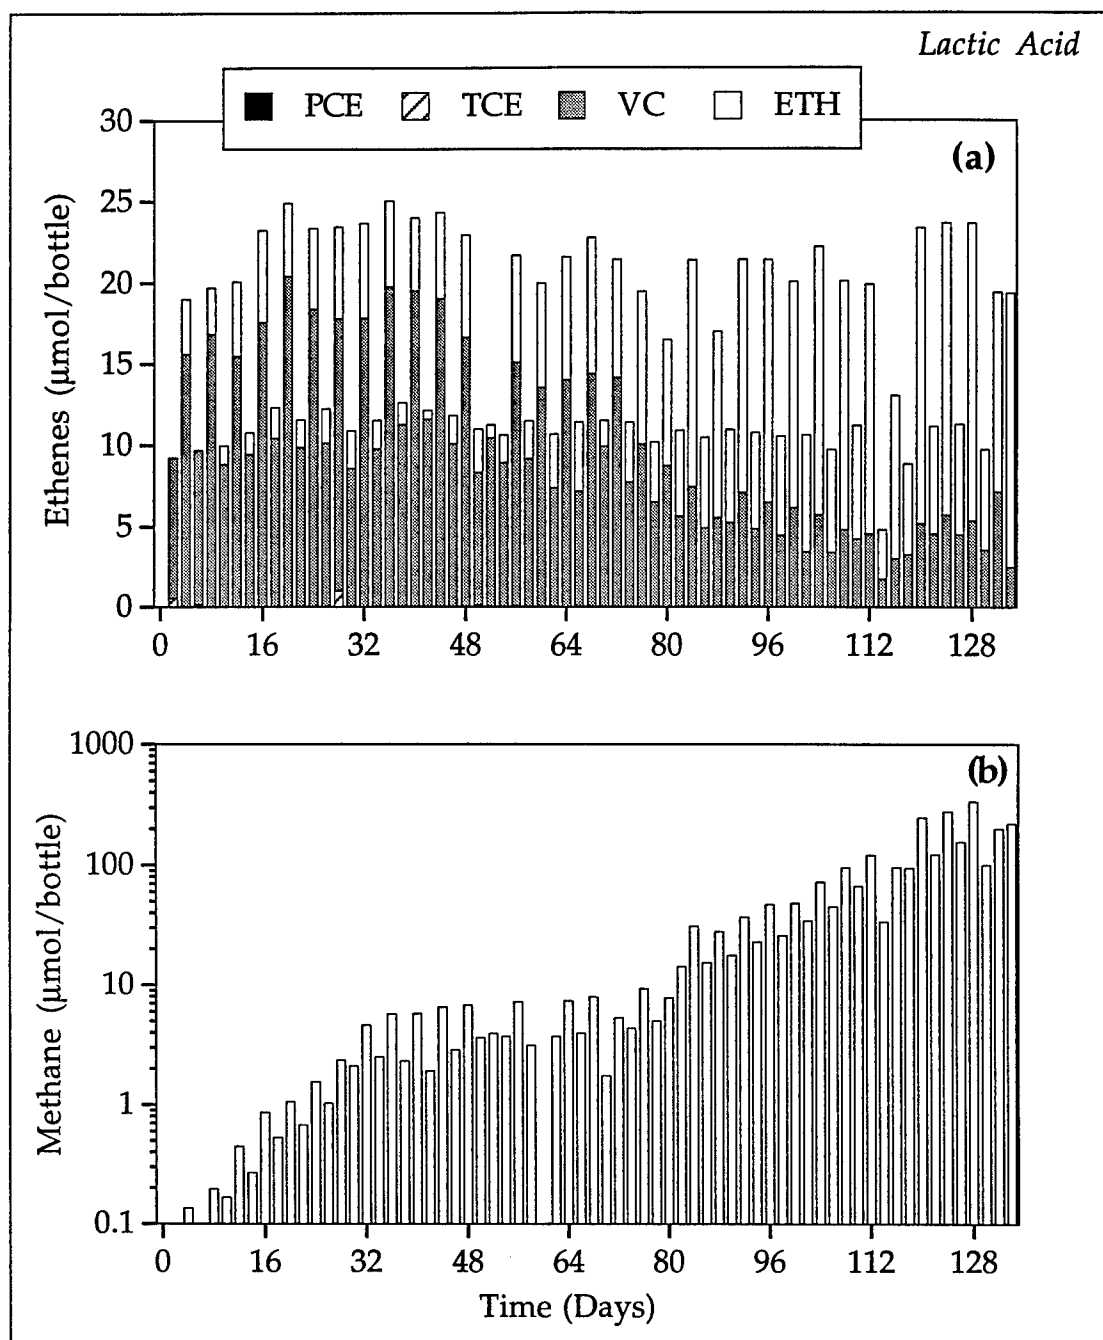 Lactic Acid
PCE TCE VC ETH
(a)
Ethenes (µmol/bottle)
30
25
20
15
10
5
0
0 16 32 48 64 80 96 112 128
(b)
Methane (µmol/bottle)
1000
100
10
1
0.1
0 16 32 48 64 80 96 112 128
Time (Days)